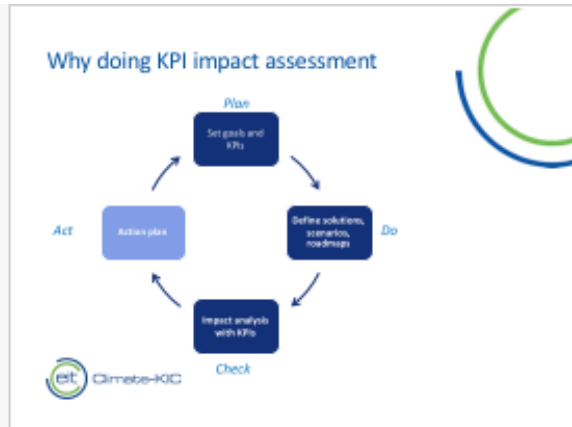 Why doing KPI impact assessment
Plan
Set goals and
KPIs
Act
Action plan
Define solutions,
scenarios,
roadmaps
Do
Impact analysis
with KPIs
Check
eit Climate-KIC